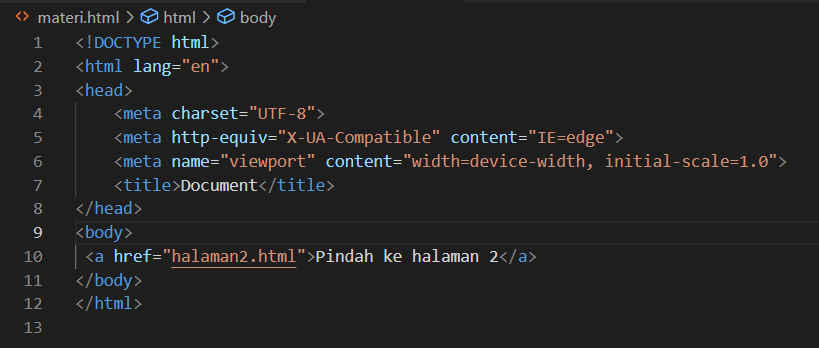 materi.html > html > body
1 <!DOCTYPE html>
2 <html lang="en">
3 <head>
4     <meta charset="UTF-8">
5     <meta http-equiv="X-UA-Compatible" content="IE=edge">
6     <meta name="viewport" content="width=device-width, initial-scale=1.0">
7     <title>Document</title>
8 </head>
9 <body>
10  <a href="halaman2.html">Pindah ke halaman 2</a>
11 </body>
12 </html>
13